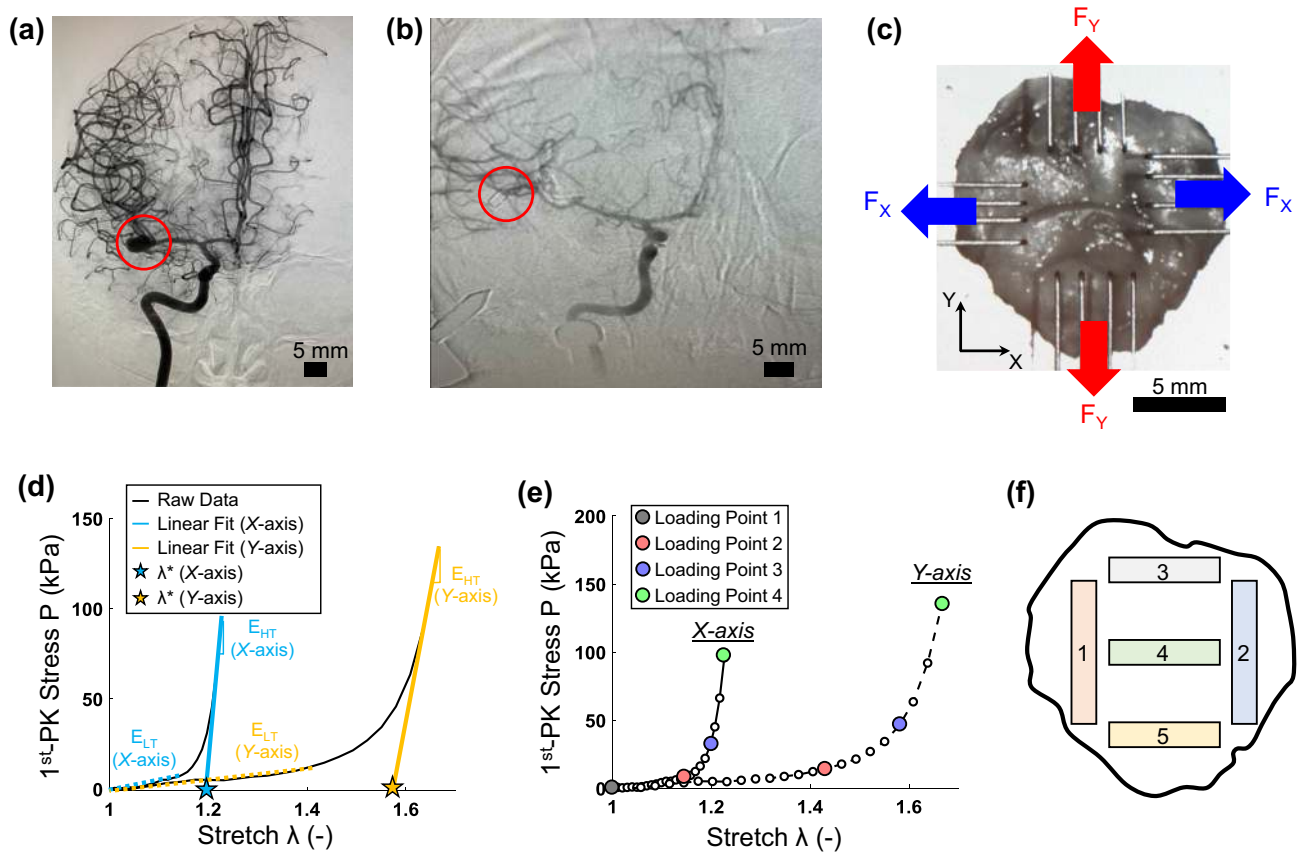 (a)
5 mm
(b)
5 mm
(c)
F_Y
F_X
F_X
Y
X
F_Y
5 mm
(d)
Raw Data
Linear Fit (X-axis)
Linear Fit (Y-axis)
λ* (X-axis)
λ* (Y-axis)
1st-PK Stress P (kPa)
150
100
50
0
E_HT
(X-axis)
E_HT
(Y-axis)
E_LT
(X-axis)
E_LT
(Y-axis)
1 1.2 1.4 1.6
Stretch λ (-)
(e)
Loading Point 1
Loading Point 2
Loading Point 3
Loading Point 4
1st-PK Stress P (kPa)
200
150
100
50
0
X-axis
Y-axis
1 1.2 1.4 1.6
Stretch λ (-)
(f)
3
1
4
2
5